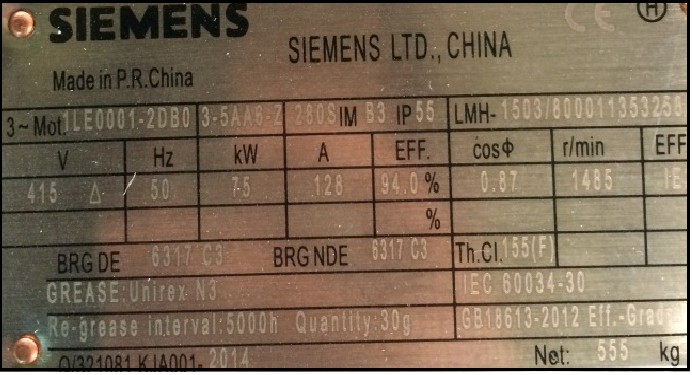 SIEMENS
SIEMENS LTD., CHINA
Made in P.R.China
3~ Mot. 1LE0001-2DB0 3-5AA6-Z 280S IM B3 IP 55 LMH-1503/800011353258
V Hz kW A EFF. cosΦ r/min EFF
415 Δ 50 75 128 94.0 % 0.87 1485 IE
%
BRG DE 6317 C3 BRG NDE 6317 C3 Th.Cl. 155(F)
GREASE:Unirex N3 IEC 60034-30
Re-grease interval:5000h Quantity:30g GB18613-2012 Eff.-Grade
Q/321081 KJA001-2014 Net: 555 kg